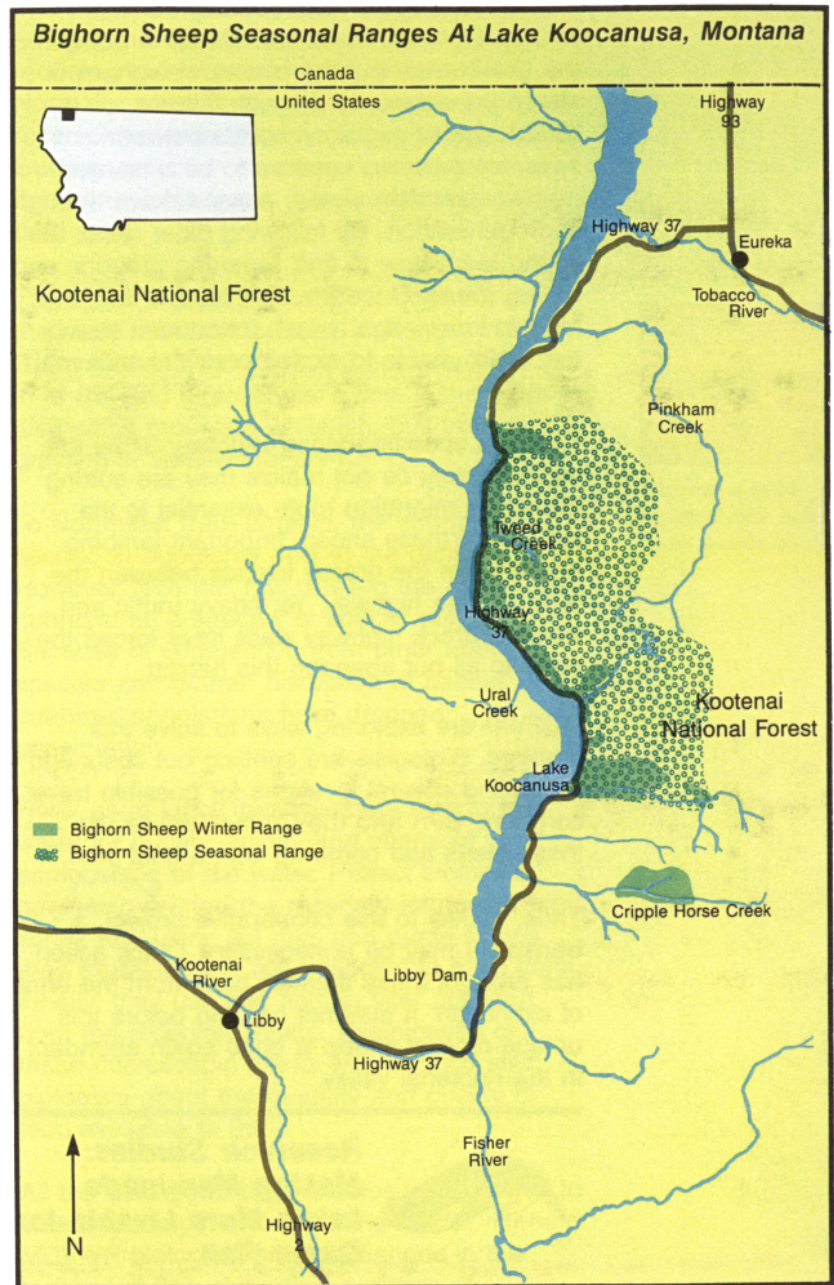 Bighorn Sheep Seasonal Ranges At Lake Koocanusa, Montana
Canada
United States
Highway
93
Highway 37
Eureka
Kootenai National Forest
Tobacco
River
Pinkham
Creek
Tweed
Creek
Highway
37
Ural
Creek
Kootenai
National Forest
Lake
Koocanusa
Bighorn Sheep Winter Range
Bighorn Sheep Seasonal Range
Cripple Horse Creek
Kootenai
River
Libby Dam
Libby
Highway 37
Fisher
River
N
Highway
2